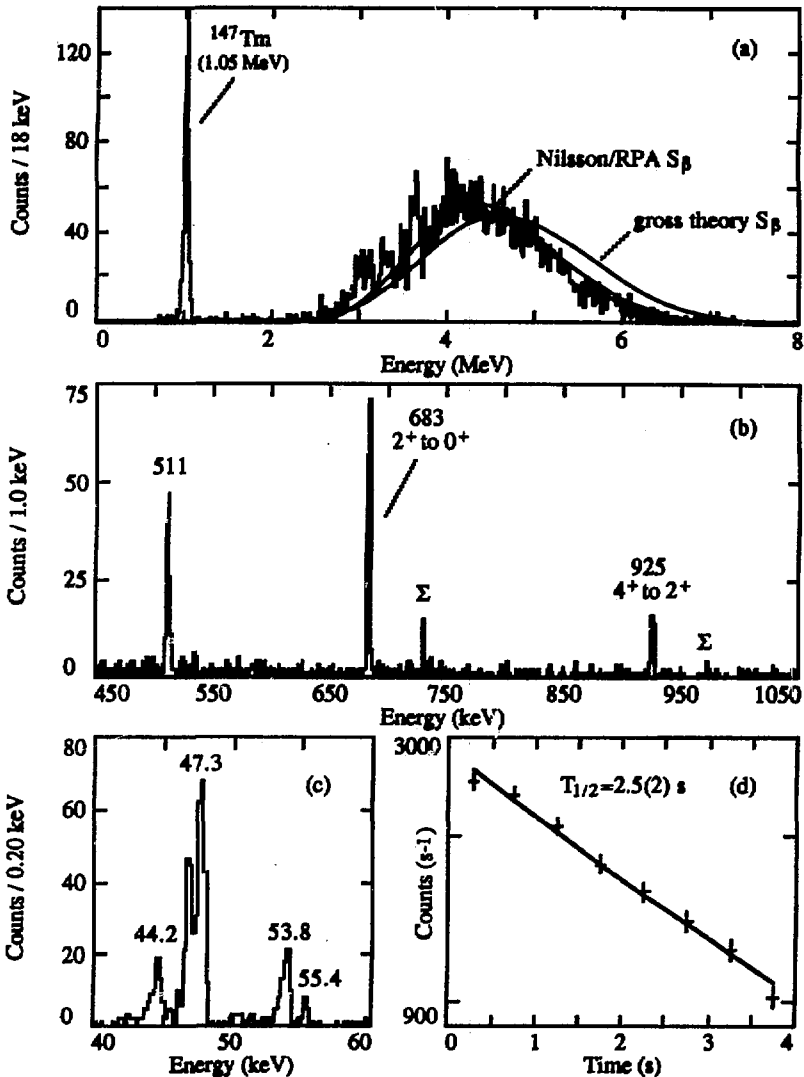 147Tm
(1.05 MeV)
(a)
Nilsson/RPA Sβ
gross theory Sβ
Counts / 18 keV
120
80
40
0
0 2 4 6 8
Energy (MeV)
(b)
683
2+ to 0+
511
925
4+ to 2+
Σ
Σ
Counts / 1.0 keV
75
50
25
0
450 550 650 750 850 950 1050
Energy (keV)
(c)
47.3
44.2
53.8
55.4
Counts / 0.20 keV
80
60
40
20
0
40 50 60
Energy (keV)
T1/2=2.5(2) s
(d)
3000
900
Counts (s-1)
0 1 2 3 4
Time (s)